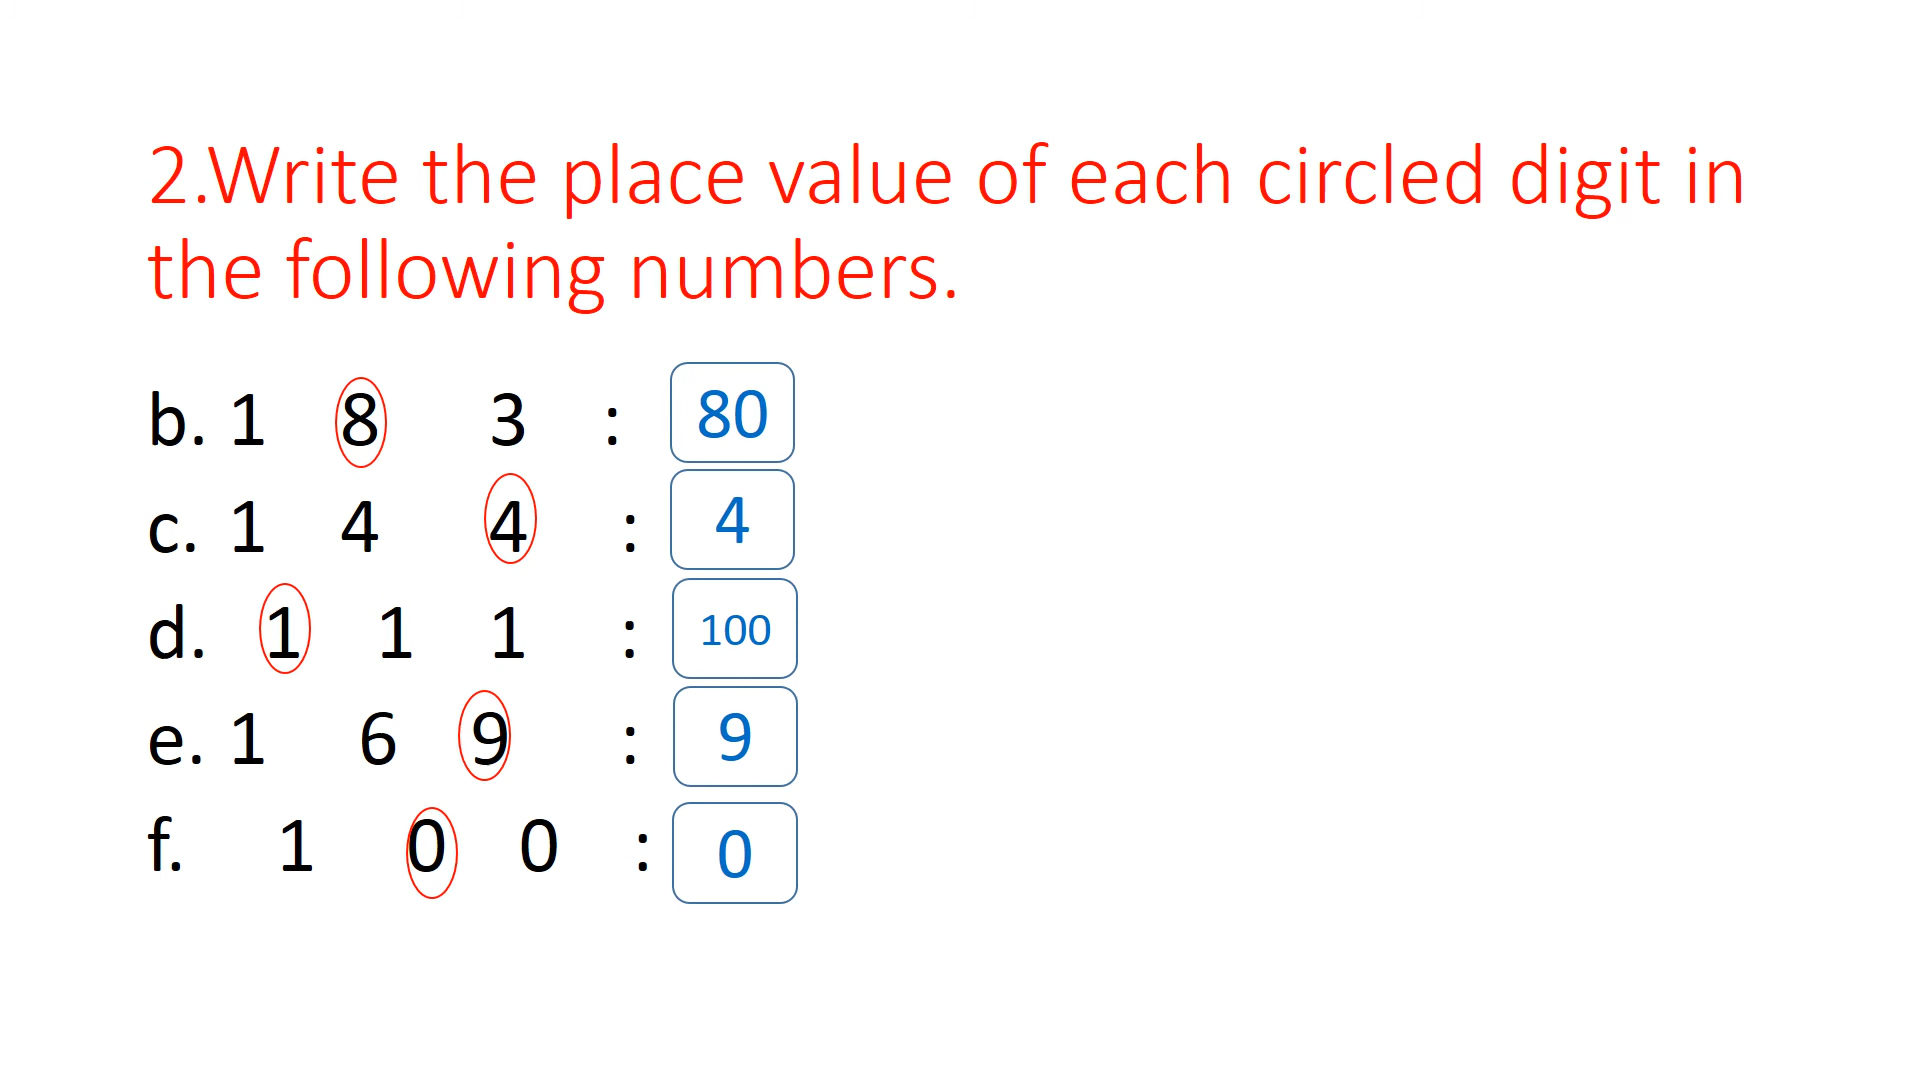 2.Write the place value of each circled digit in
the following numbers.
b. 1 8 3 : 80
c. 1 4 4 : 4
d. 1 1 1 : 100
e. 1 6 9 : 9
f. 1 0 0 : 0